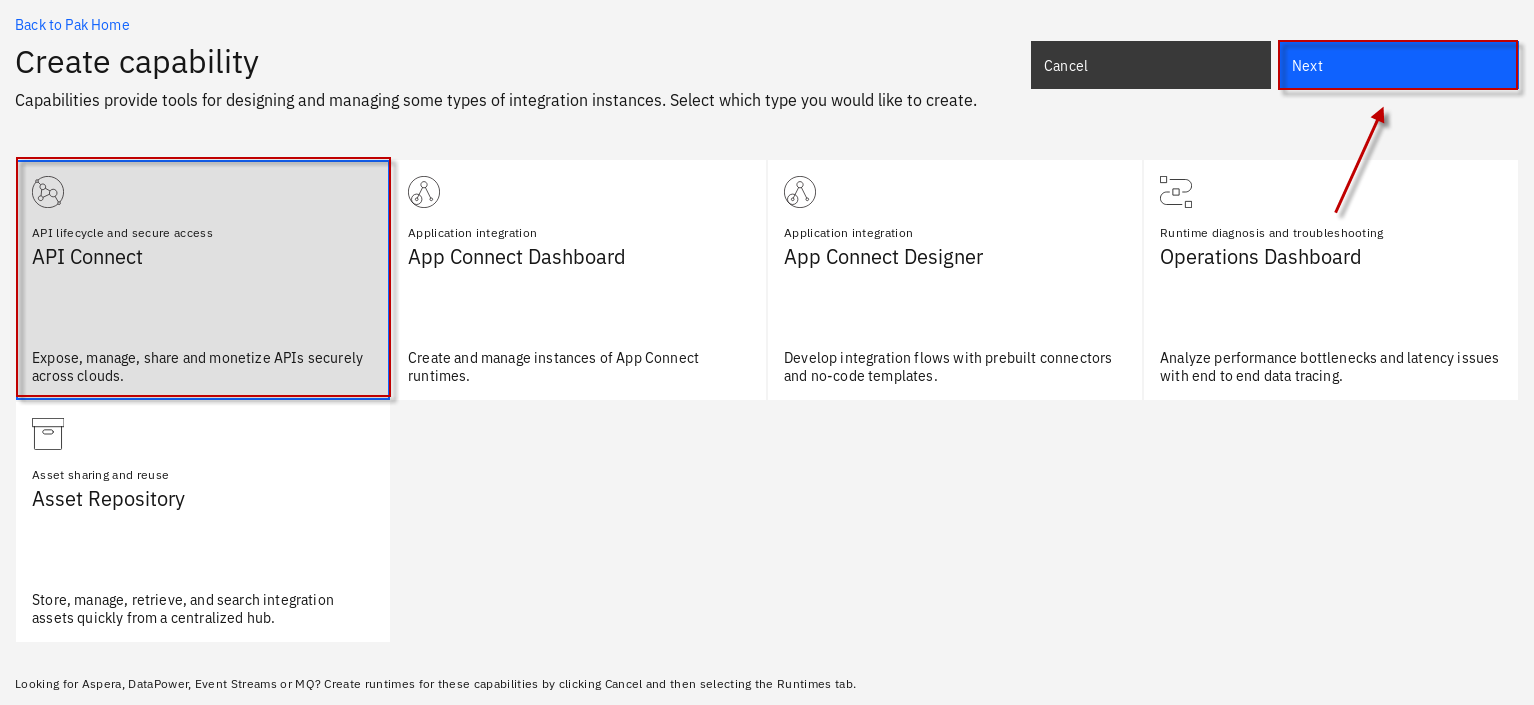 Back to Pak Home
Create capability
Cancel
Next
Capabilities provide tools for designing and managing some types of integration instances. Select which type you would like to create.
API lifecycle and secure access
API Connect
Expose, manage, share and monetize APIs securely
across clouds.
Application integration
App Connect Dashboard
Create and manage instances of App Connect
runtimes.
Application integration
App Connect Designer
Develop integration flows with prebuilt connectors
and no-code templates.
Runtime diagnosis and troubleshooting
Operations Dashboard
Analyze performance bottlenecks and latency issues
with end to end data tracing.
Asset sharing and reuse
Asset Repository
Store, manage, retrieve, and search integration
assets quickly from a centralized hub.
Looking for Aspera, DataPower, Event Streams or MQ? Create runtimes for these capabilities by clicking Cancel and then selecting the Runtimes tab.